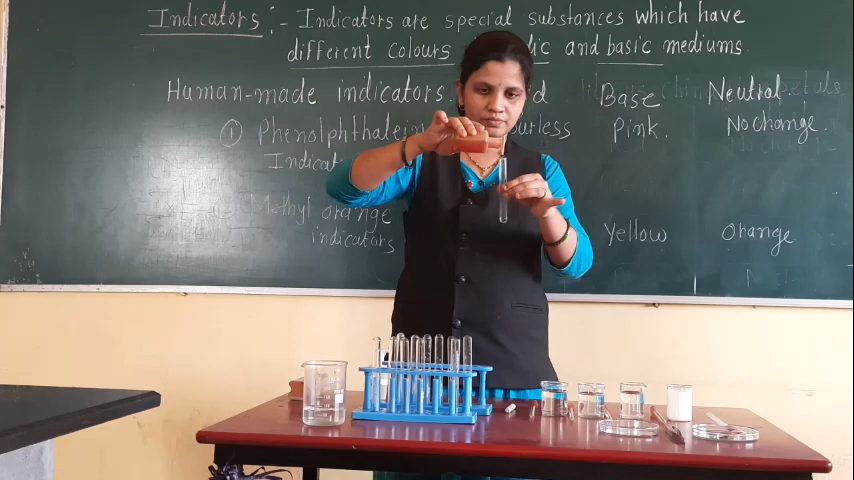 Indicators :- Indicators are special substances which have
different colours and basic mediums
Human-made indicators Base Neutral
① Phenolphthalein Pink. No change.
Methyl orange
indicators Yellow Orange